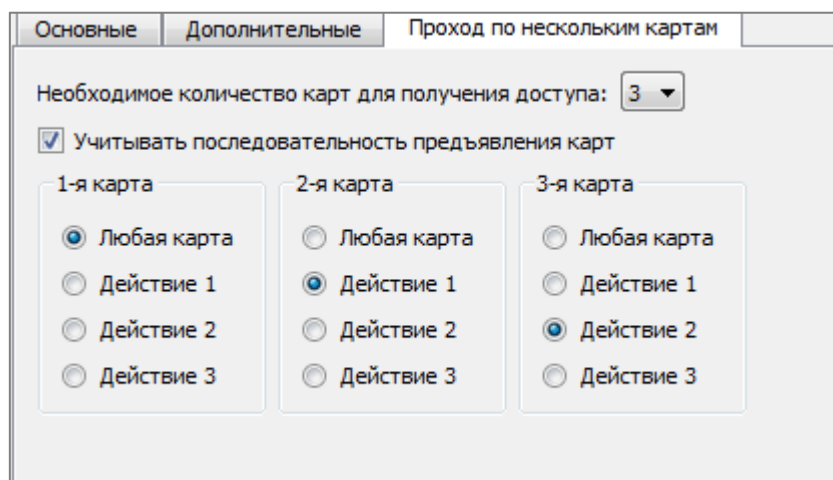 Основные Дополнительные Проход по нескольким картам
Необходимое количество карт для получения доступа: 3
Учитывать последовательность предъявления карт
1-я карта 2-я карта 3-я карта
Любая карта Любая карта Любая карта
Действие 1 Действие 1 Действие 1
Действие 2 Действие 2 Действие 2
Действие 3 Действие 3 Действие 3